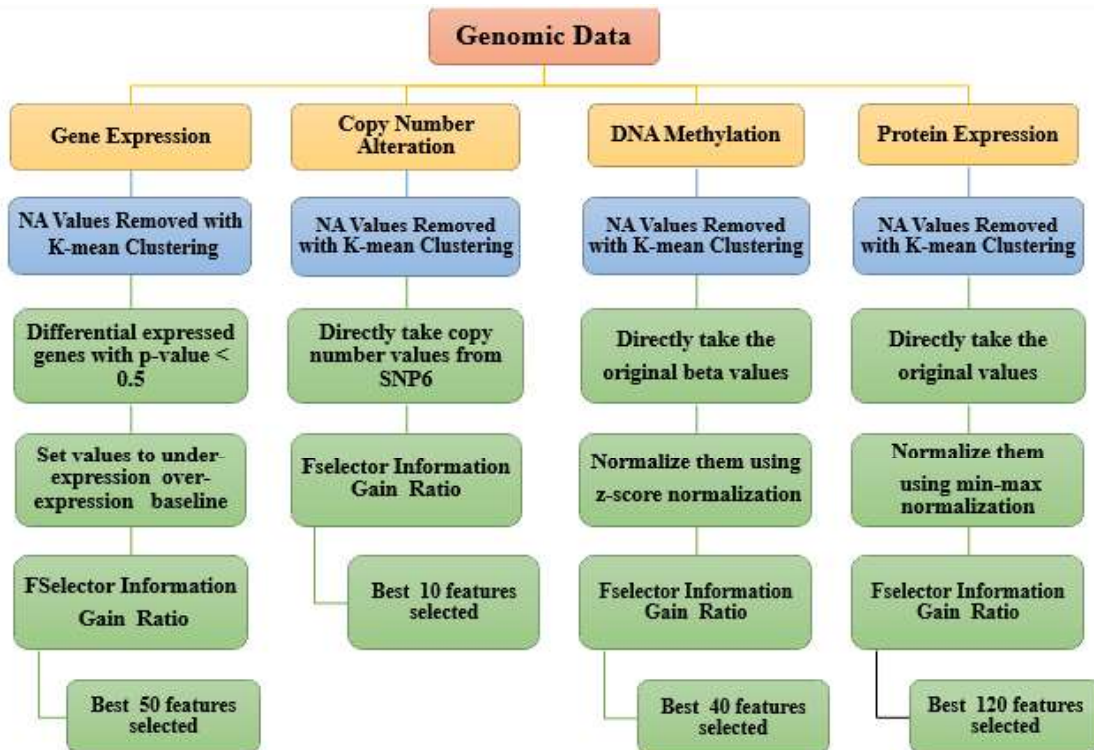 Genomic Data
Gene Expression
Copy Number
Alteration
DNA Methylation
Protein Expression
NA Values Removed with
K-mean Clustering
NA Values Removed
with K-mean Clustering
NA Values Removed
with K-mean Clustering
NA Values Removed
with K-mean Clustering
Differential expressed
genes with p-value <
0.5
Directly take copy
number values from
SNP6
Directly take the
original beta values
Directly take the
original values
Set values to under-
expression over-
expression baseline
Fselector Information
Gain Ratio
Normalize them using
z-score normalization
Normalize them
using min-max
normalization
FSelector Information
Gain Ratio
Best 10 features
selected
Fselector Information
Gain Ratio
Fselector Information
Gain Ratio
Best 50 features
selected
Best 40 features
selected
Best 120 features
selected